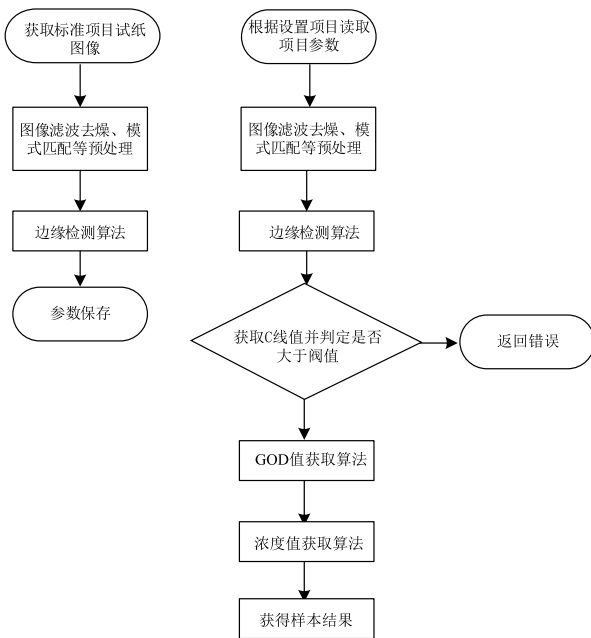 获取标准项目试纸
图像
图像滤波去燥、模
式匹配等预处理
边缘检测算法
参数保存
根据设置项目读取
项目参数
图像滤波去燥、模
式匹配等预处理
边缘检测算法
获取C线值并判定是否
大于阀值
返回错误
GOD值获取算法
浓度值获取算法
获得样本结果